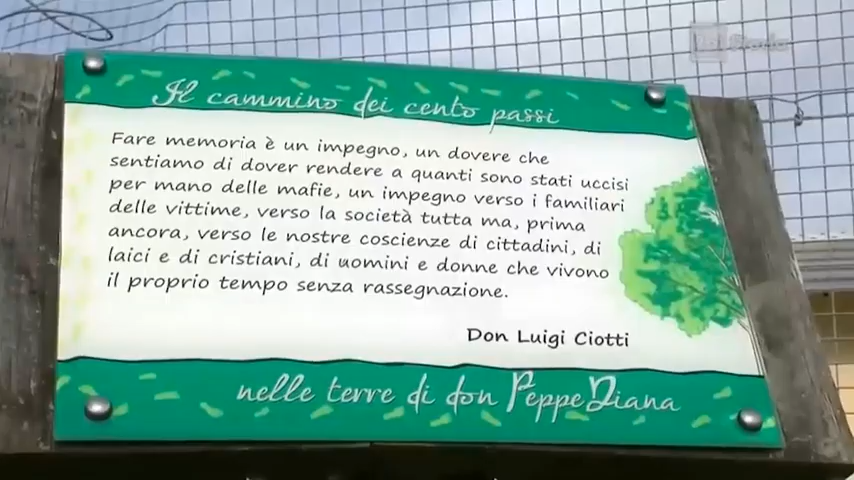 Rai Storia
Il cammino dei cento passi
Fare memoria è un impegno, un dovere che
sentiamo di dover rendere a quanti sono stati uccisi
per mano delle mafie, un impegno verso i familiari
delle vittime, verso la società tutta ma, prima
ancora, verso le nostre coscienze di cittadini, di
laici e di cristiani, di uomini e donne che vivono
il proprio tempo senza rassegnazione.
Don Luigi Ciotti
nelle terre di don Peppe Diana